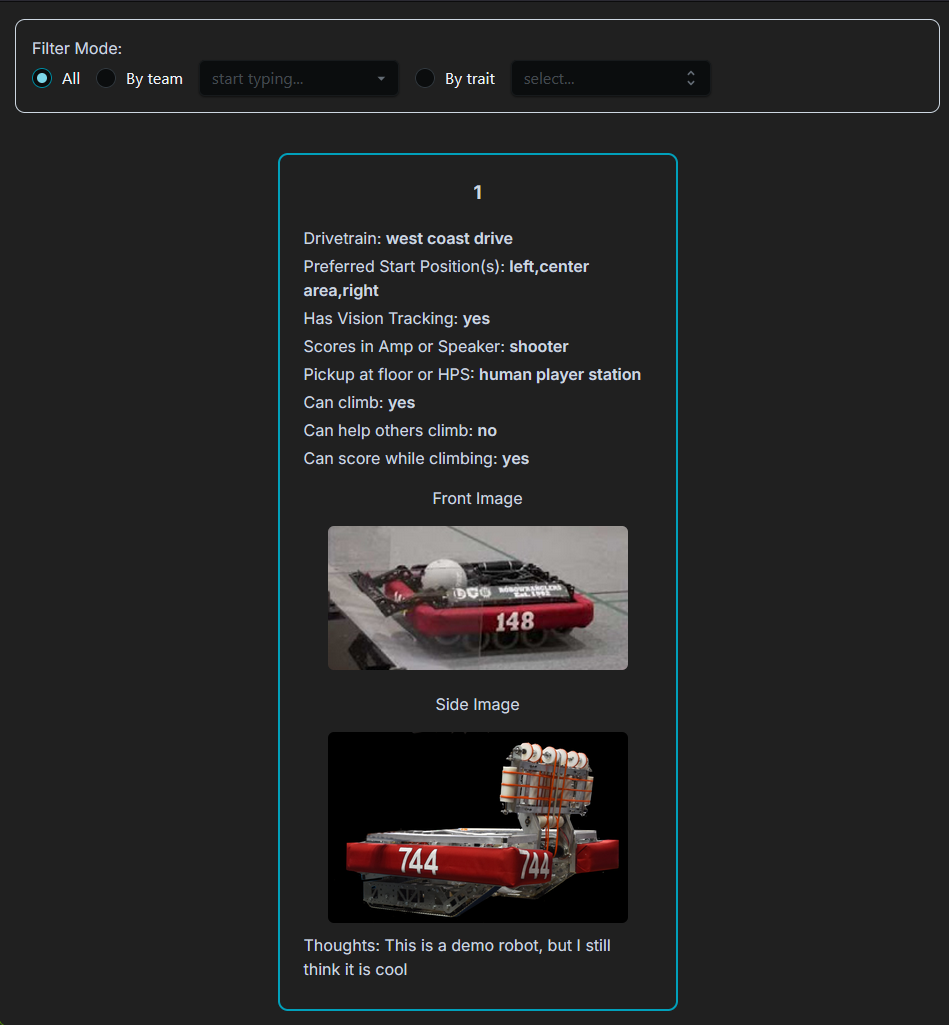 Filter Mode:
All By team start typing... By trait select...
1
Drivetrain: west coast drive
Preferred Start Position(s): left,center
area,right
Has Vision Tracking: yes
Scores in Amp or Speaker: shooter
Pickup at floor or HPS: human player station
Can climb: yes
Can help others climb: no
Can score while climbing: yes
Front Image
ROBOWRANGLERS
Est. 1992
148
Side Image
744 744
Thoughts: This is a demo robot, but I still
think it is cool